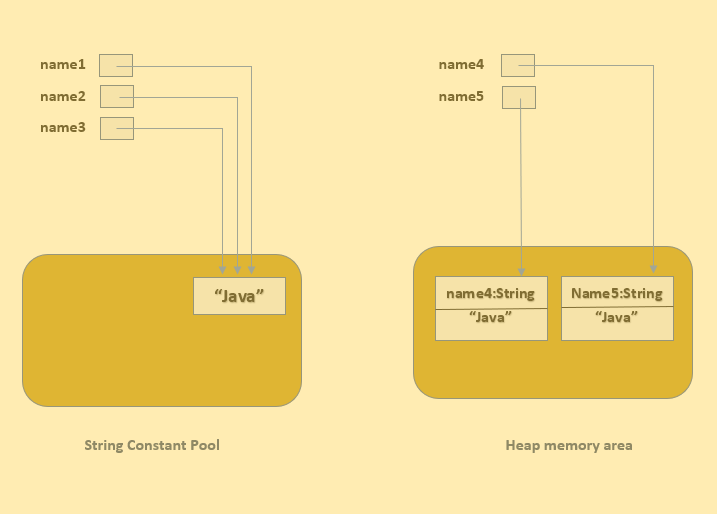 name1
name2
name3
“Java”
String Constant Pool
name4
name5
name4:String
“Java”
Name5:String
“Java”
Heap memory area